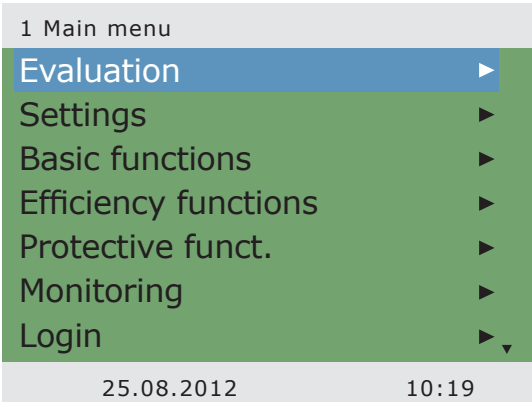 1 Main menu
Evaluation
Settings
Basic functions
Efficiency functions
Protective funct.
Monitoring
Login
25.08.2012 10:19